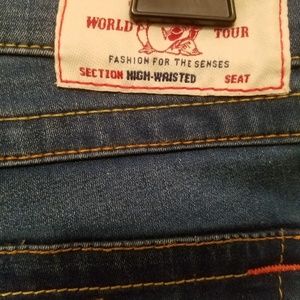 WORLD TOUR
FASHION FOR THE SENSES
SECTION HIGH-WAISTED SEAT